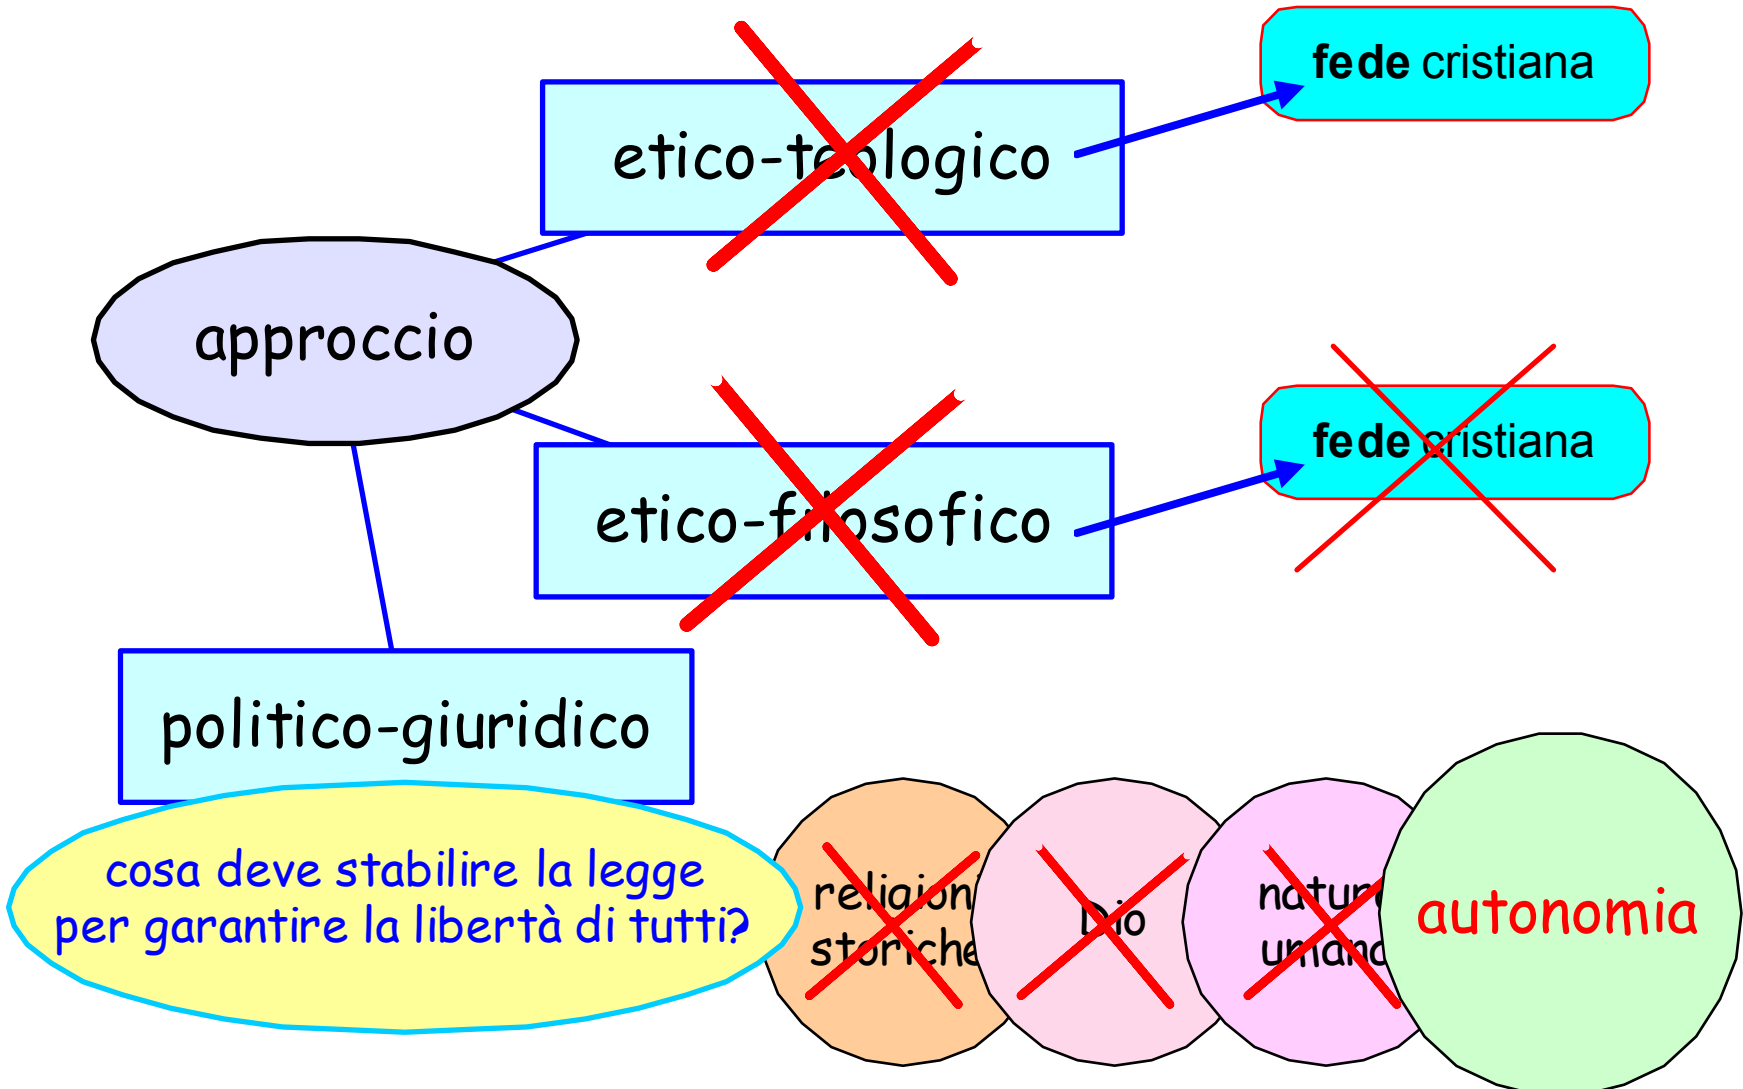 fede cristiana
etico-teologico
approccio
fede cristiana
etico-filosofico
politico-giuridico
cosa deve stabilire la legge
per garantire la libertà di tutti?
religioni
storiche
Dio
natura
umana
autonomia